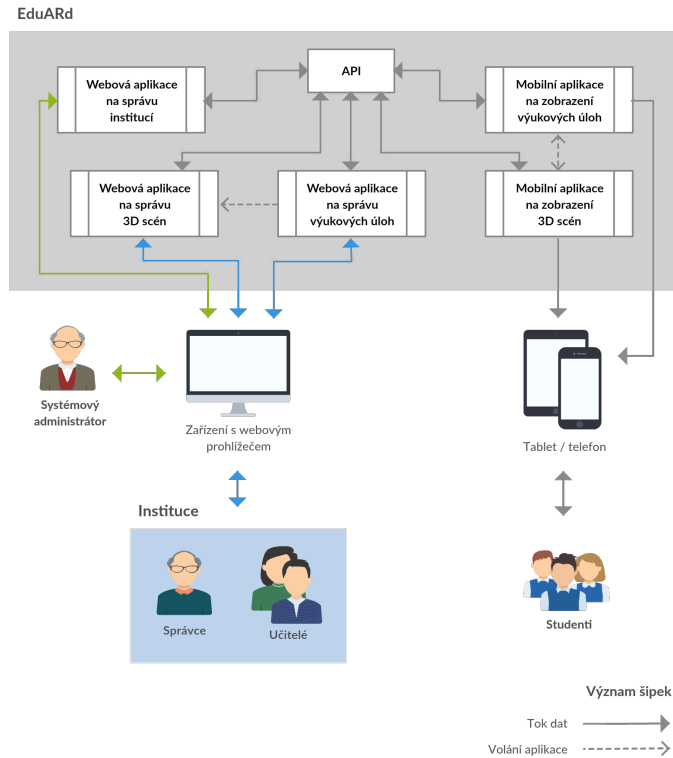 EduARd
Webová aplikace
na správu
institucí
API
Mobilní aplikace
na zobrazení
výukových úloh
Webová aplikace
na správu
3D scén
Webová aplikace
na správu
výukových úloh
Mobilní aplikace
na zobrazení
3D scén
Systémový
administrátor
Zařízení s webovým
prohlížečem
Tablet / telefon
Instituce
Správce
Učitelé
Studenti
Význam šipek
Tok dat
Volání aplikace